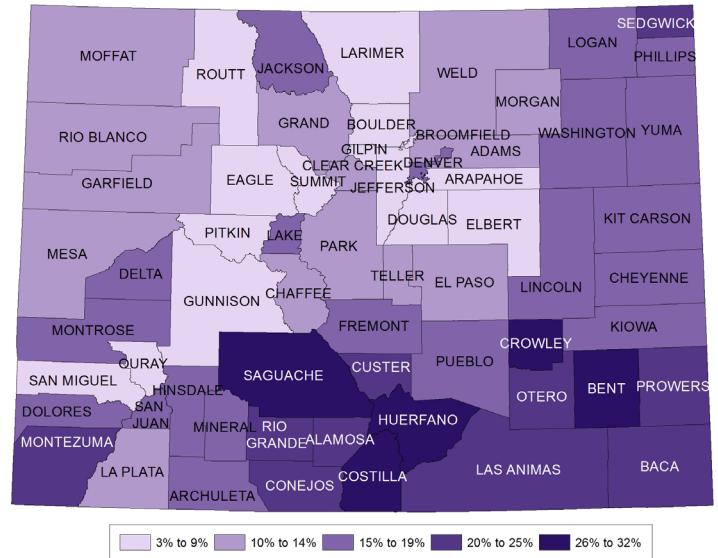 SEDGWICK
MOFFAT
ROUTT
JACKSON
LARIMER
WELD
LOGAN
PHILLIPS
MORGAN
RIO BLANCO
GRAND
BOULDER
BROOMFIELD
WASHINGTON
YUMA
GILPIN
ADAMS
GARFIELD
EAGLE
SUMMIT
CLEAR CREEK
DENVER
JEFFERSON
ARAPAHOE
PITKIN
LAKE
DOUGLAS
ELBERT
KIT CARSON
MESA
DELTA
PARK
TELLER
EL PASO
LINCOLN
CHEYENNE
GUNNISON
CHAFFEE
MONTROSE
FREMONT
CROWLEY
KIOWA
OURAY
SAN MIGUEL
SAGUACHE
CUSTER
PUEBLO
OTERO
BENT
PROWERS
HINSDALE
DOLORES
SAN
JUAN
MINERAL
RIO
GRANDE
ALAMOSA
HUERFANO
MONTEZUMA
LA PLATA
ARCHULETA
CONEJOS
COSTILLA
LAS ANIMAS
BACA
3% to 9%
10% to 14%
15% to 19%
20% to 25%
26% to 32%